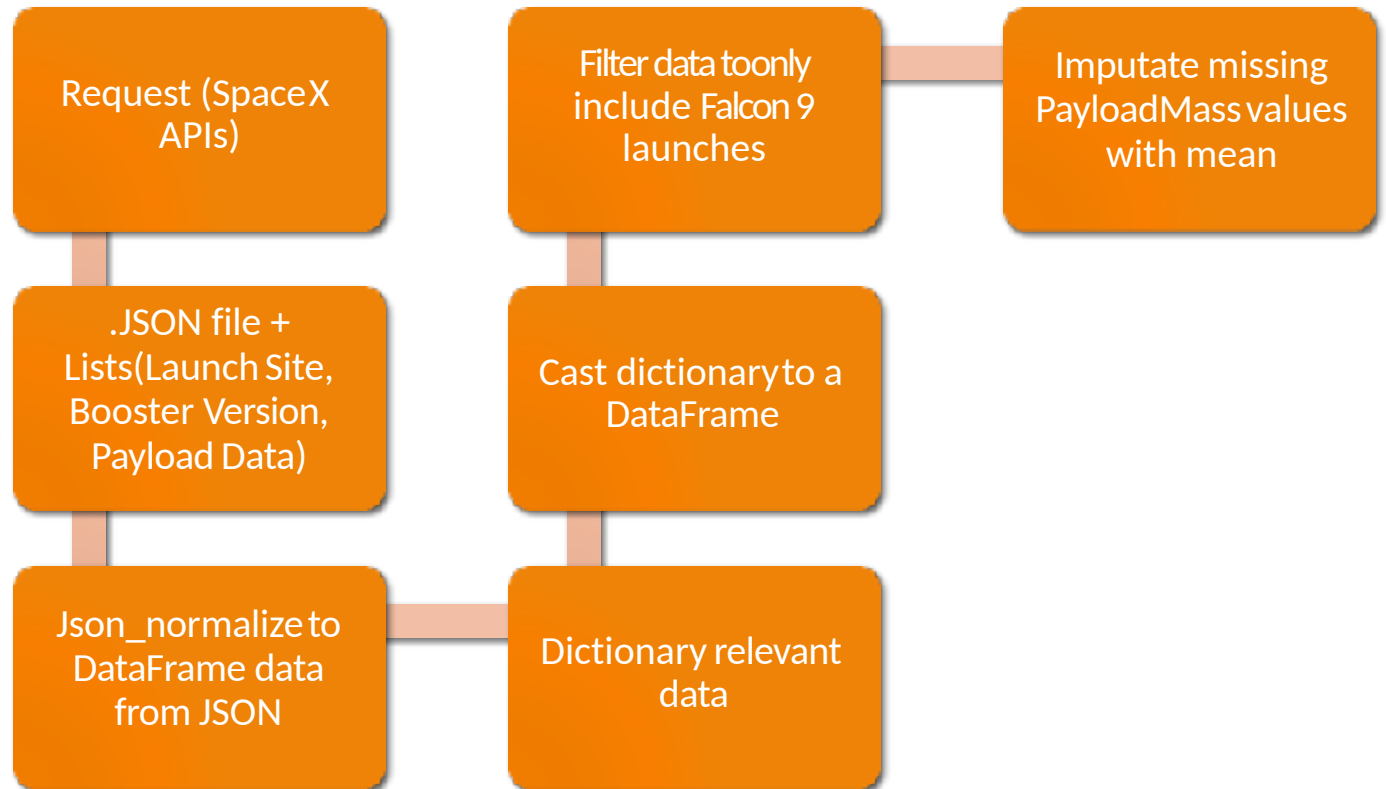 Request (SpaceX
APIs)
.JSON file +
Lists(Launch Site,
Booster Version,
Payload Data)
Json_normalize to
DataFrame data
from JSON
Dictionary relevant
data
Cast dictionary to a
DataFrame
Filter data toonly
include Falcon 9
launches
Imputate missing
PayloadMass values
with mean